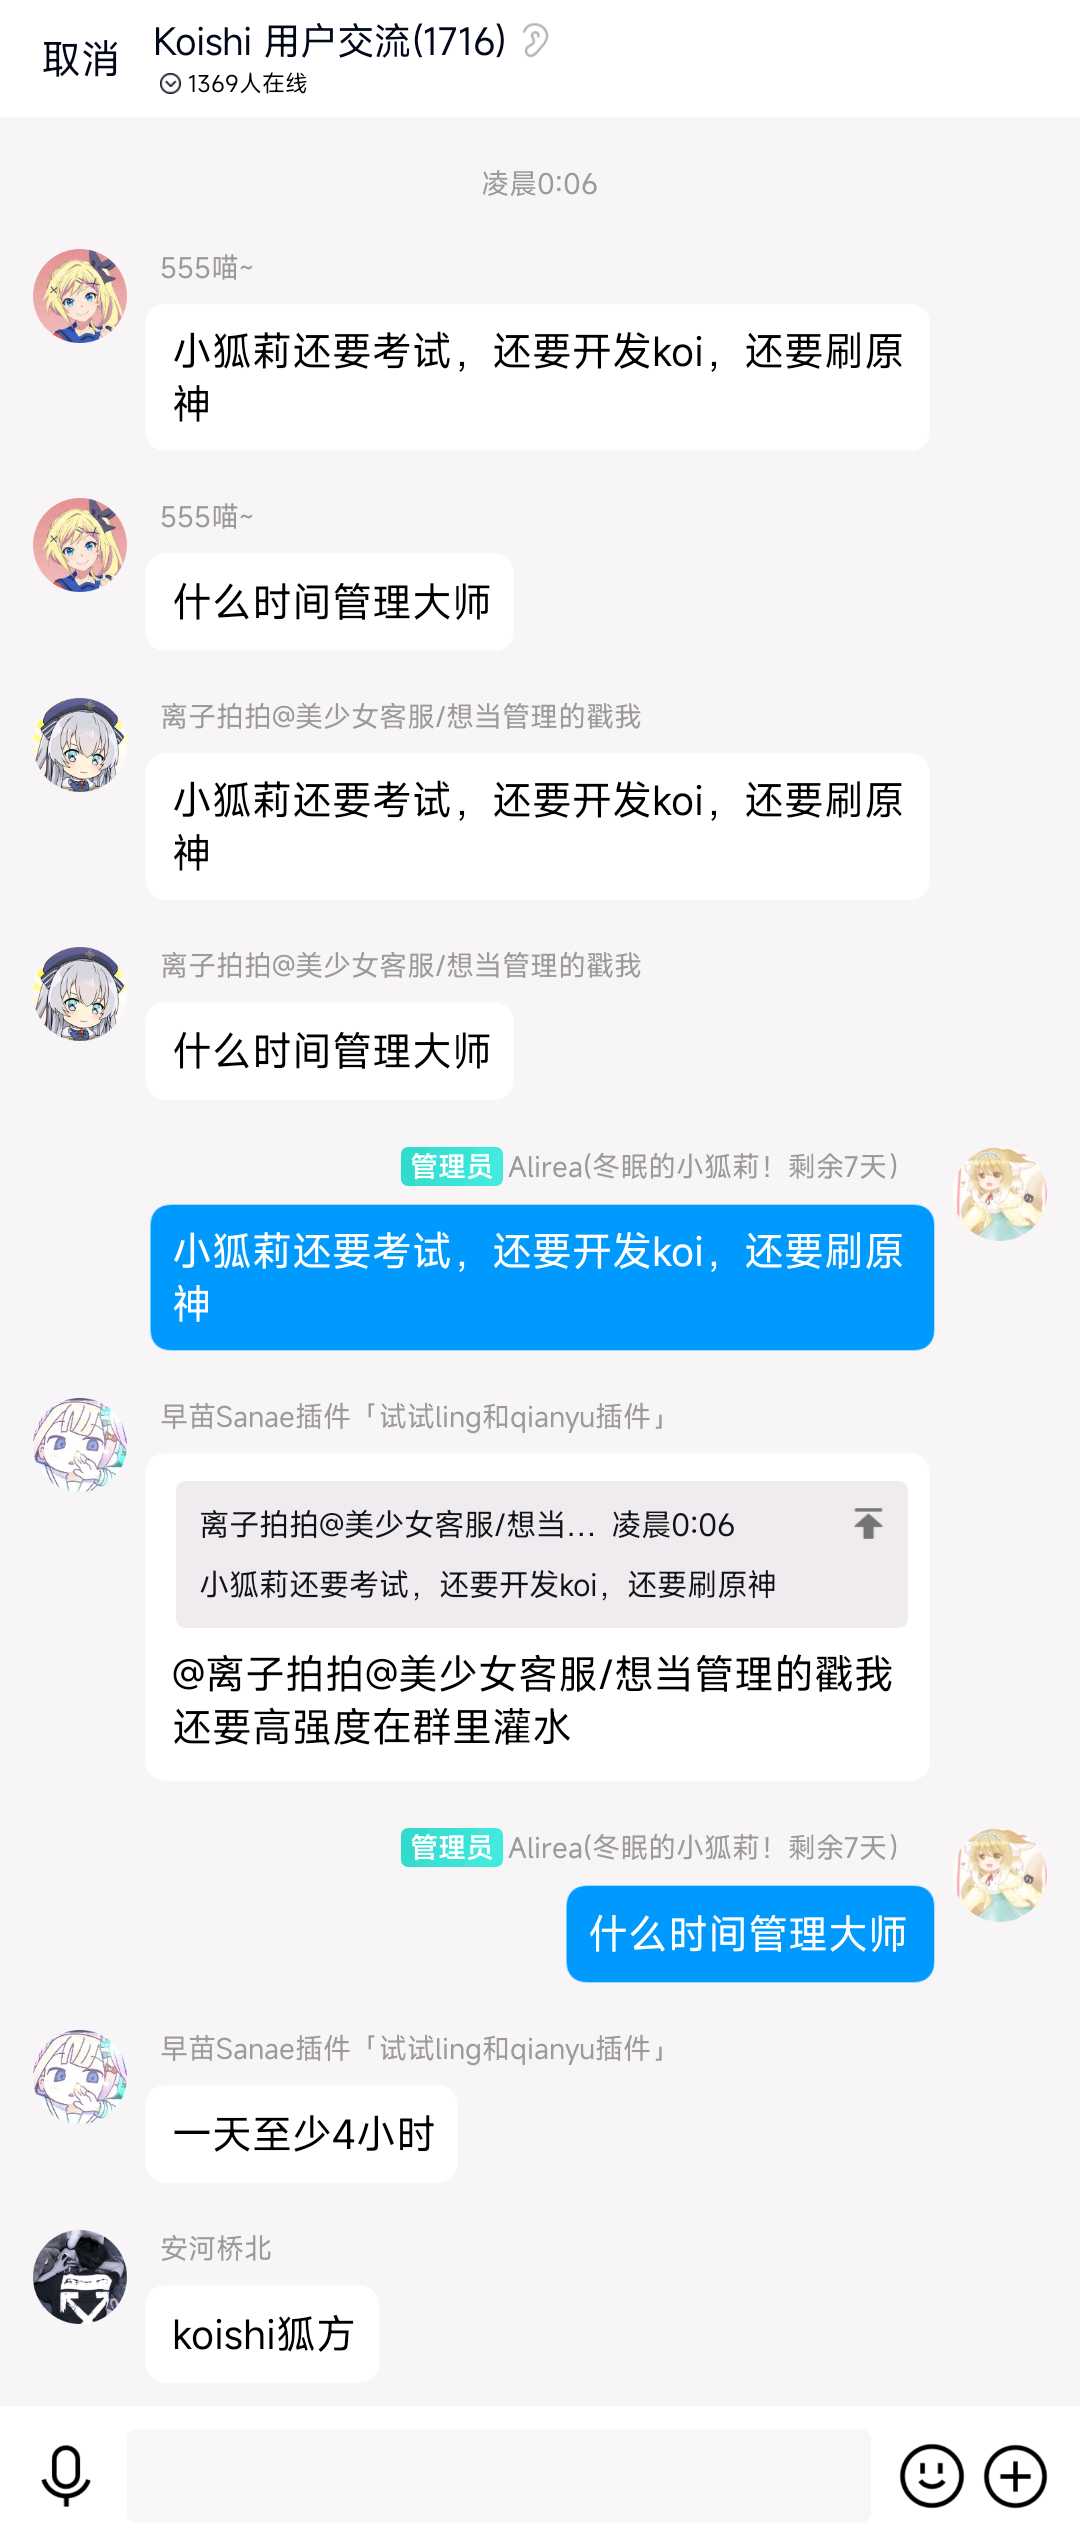 取消
Koishi 用户交流(1716)
1369人在线
凌晨0:06
555喵~
小狐莉还要考试，还要开发koi，还要刷原
神
555喵~
什么时间管理大师
离子拍拍@美少女客服/想当管理的戳我
小狐莉还要考试，还要开发koi，还要刷原
神
离子拍拍@美少女客服/想当管理的戳我
什么时间管理大师
管理员 Alirea(冬眠的小狐莉！剩余7天)
小狐莉还要考试，还要开发koi，还要刷原
神
早苗Sanae插件「试试ling和qianyu插件」
离子拍拍@美少女客服/想当... 凌晨0:06
小狐莉还要考试，还要开发koi，还要刷原神
@离子拍拍@美少女客服/想当管理的戳我
还要高强度在群里灌水
管理员 Alirea(冬眠的小狐莉！剩余7天)
什么时间管理大师
早苗Sanae插件「试试ling和qianyu插件」
一天至少4小时
安河桥北
koishi狐方